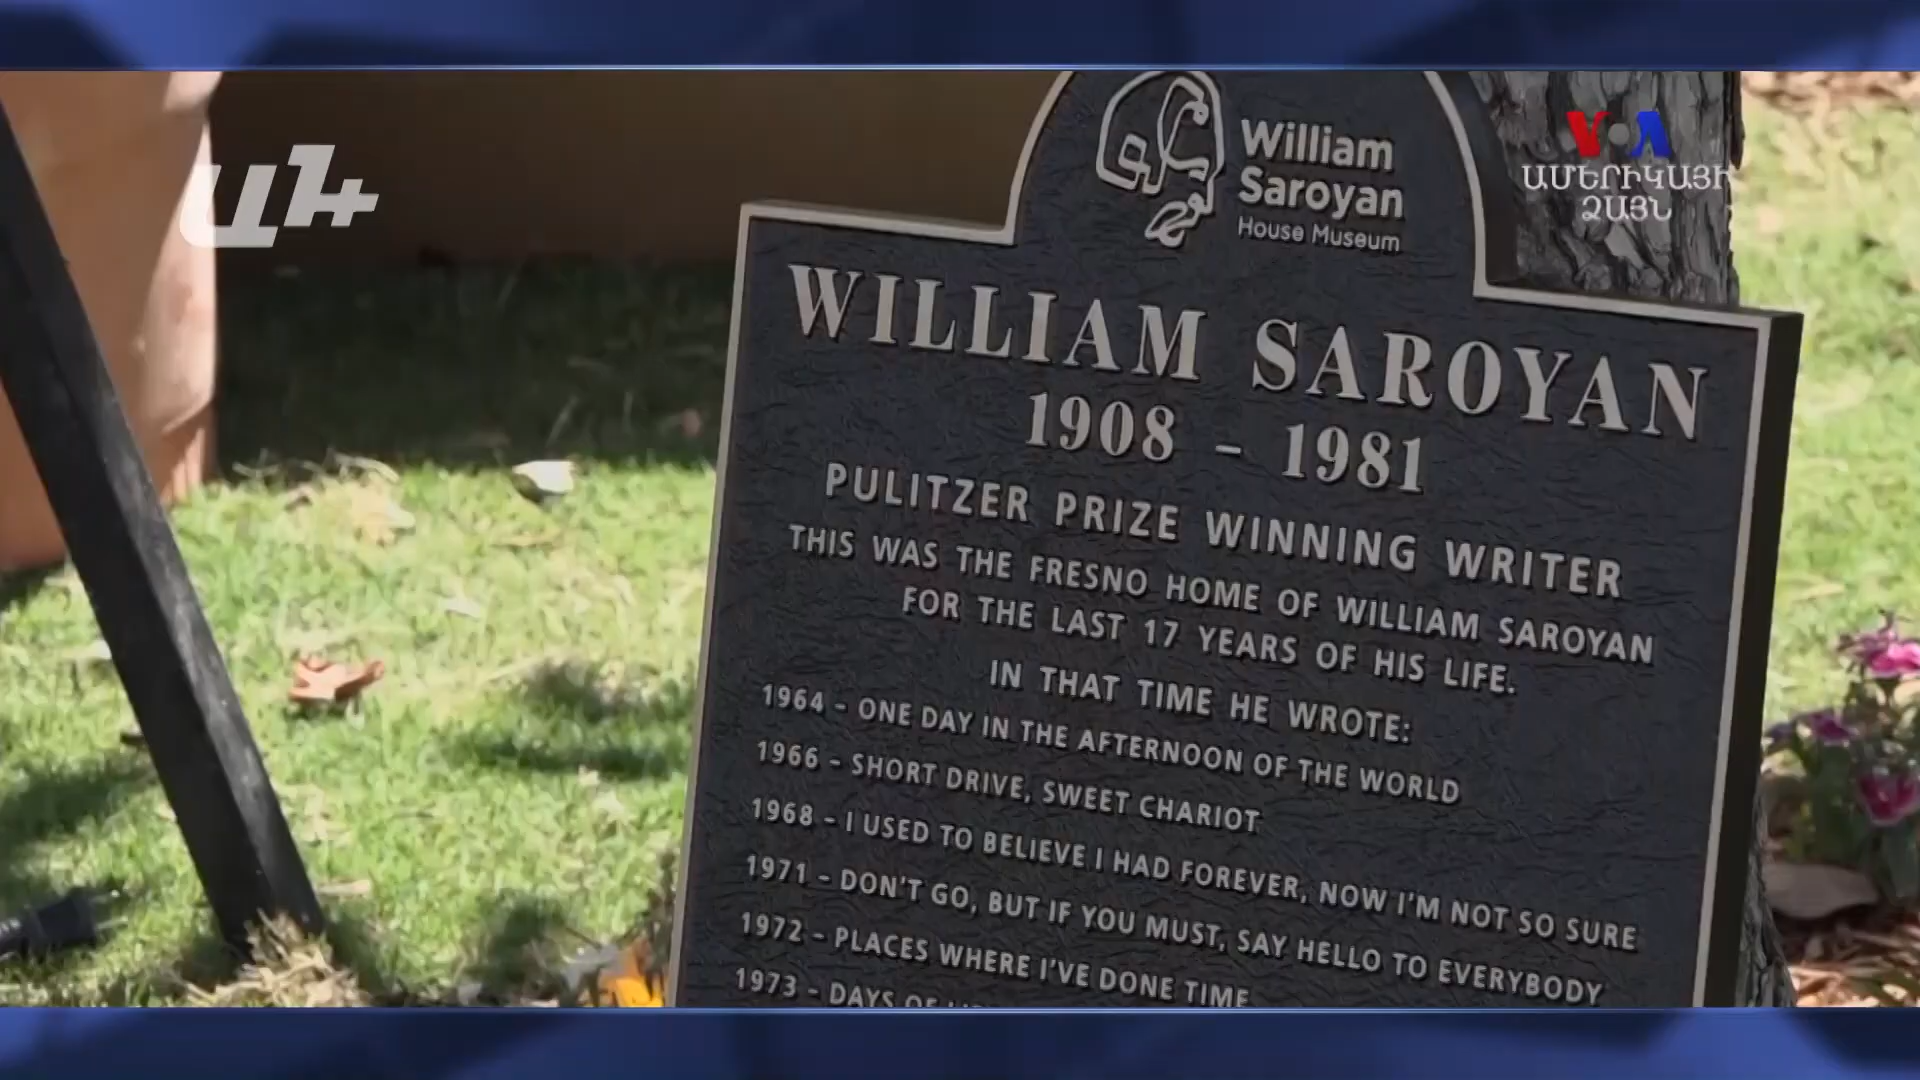 ԱՆ
VOA
ԱՄԵՐԻԿԱՅԻ
ՁԱՅՆ
William
Saroyan
House Museum
WILLIAM SAROYAN
1908 - 1981
PULITZER PRIZE WINNING WRITER
THIS WAS THE FRESNO HOME OF WILLIAM SAROYAN
FOR THE LAST 17 YEARS OF HIS LIFE.
IN THAT TIME HE WROTE:
1964 - ONE DAY IN THE AFTERNOON OF THE WORLD
1966 - SHORT DRIVE, SWEET CHARIOT
1968 - I USED TO BELIEVE I HAD FOREVER, NOW I'M NOT SO SURE
1971 - DON'T GO, BUT IF YOU MUST, SAY HELLO TO EVERYBODY
1972 - PLACES WHERE I'VE DONE TIME
1973 - DAYS OF